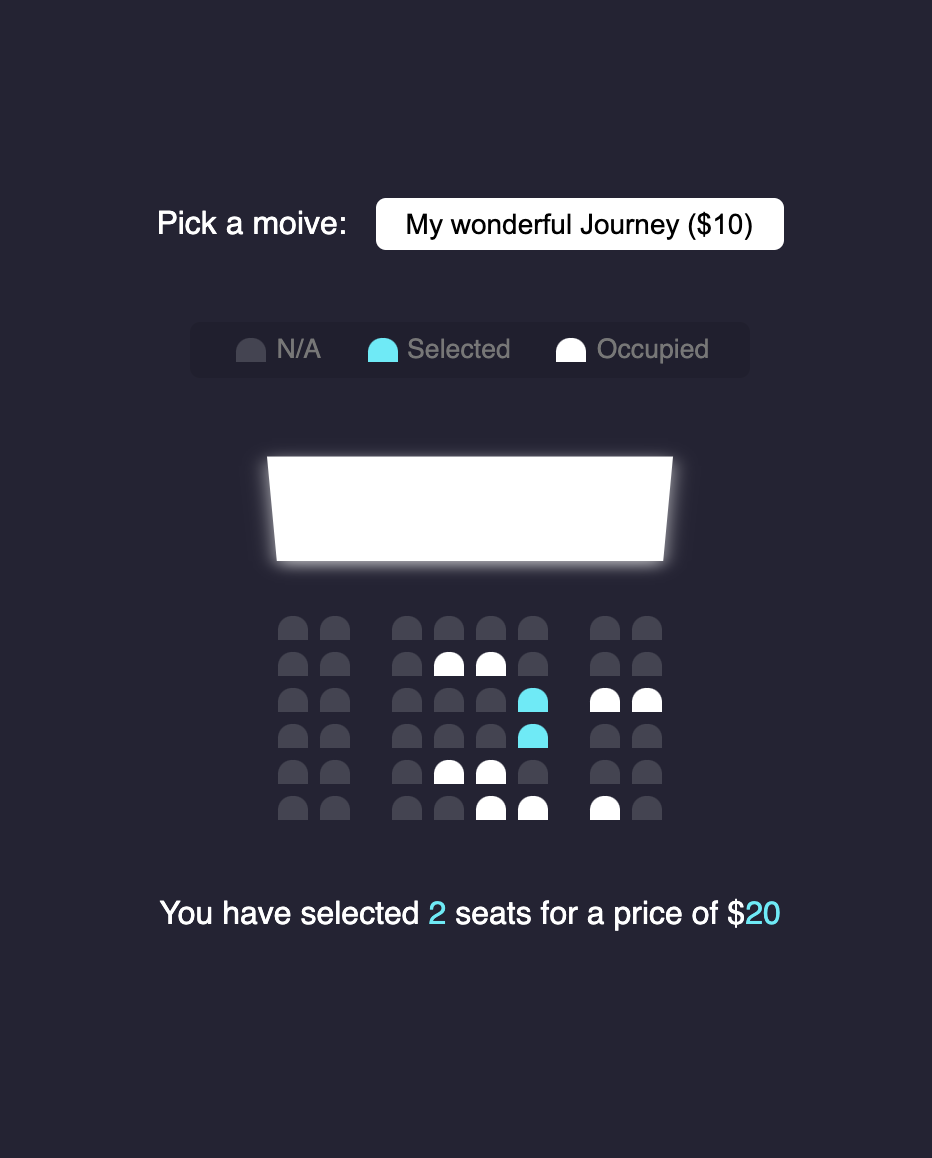 Pick a moive: My wonderful Journey ($10)
N/A Selected Occupied
You have selected 2 seats for a price of $20